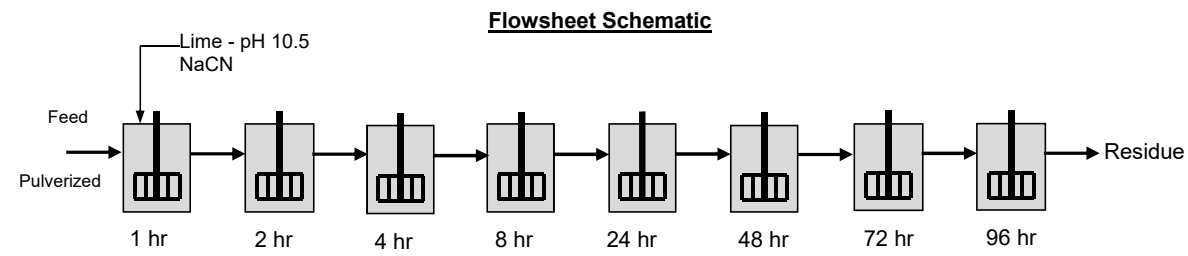 Flowsheet Schematic
Lime - pH 10.5
NaCN
Feed
Pulverized
Residue
1 hr
2 hr
4 hr
8 hr
24 hr
48 hr
72 hr
96 hr